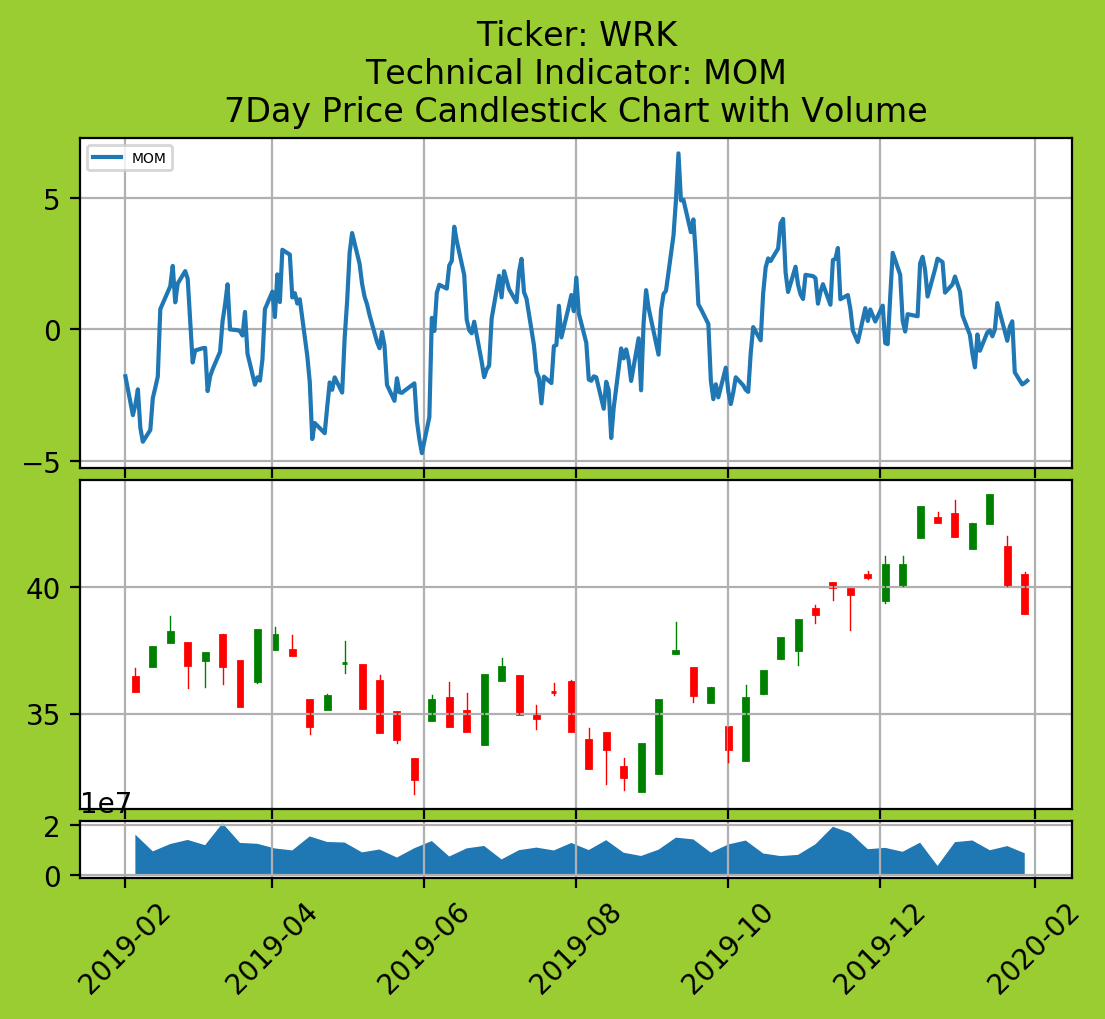 Ticker: WRK
Technical Indicator: MOM
7Day Price Candlestick Chart with Volume
MOM
5
0
−5
40
35
1e7
2
0
2019-02 2019-04 2019-06 2019-08 2019-10 2019-12 2020-02